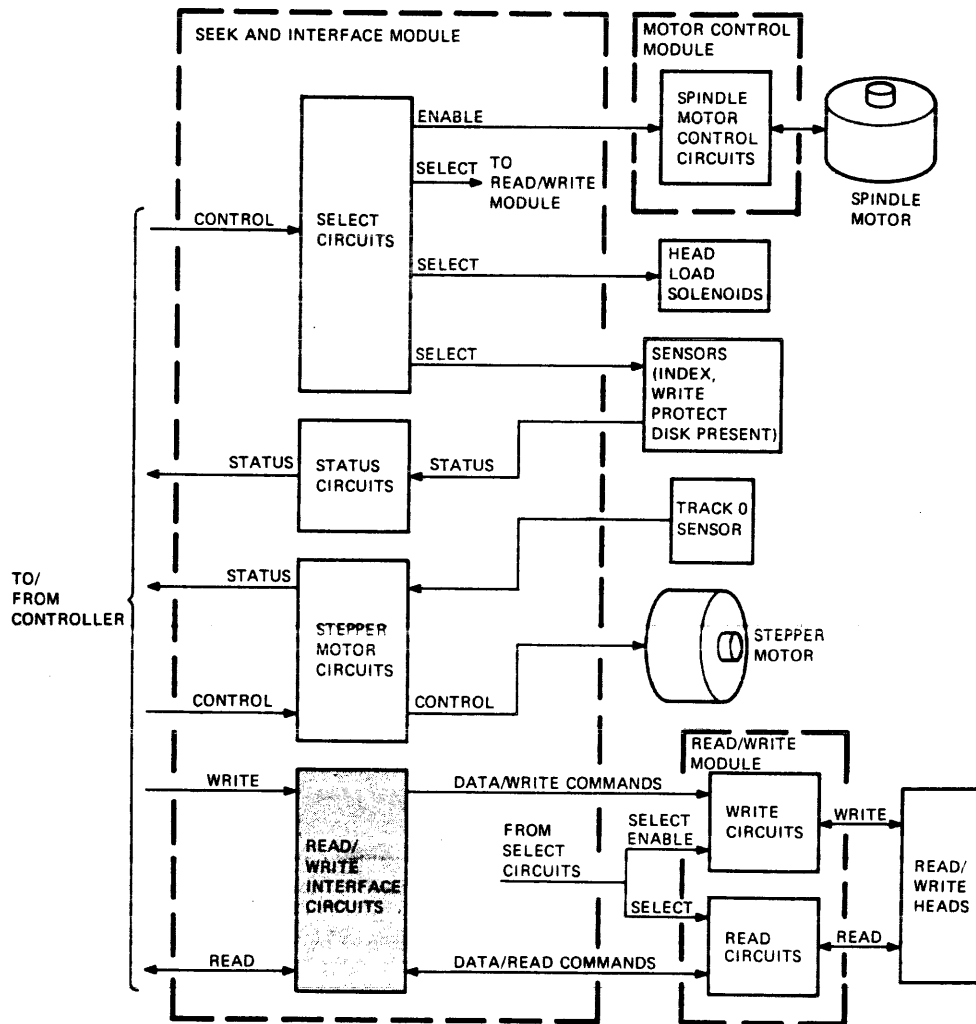 SEEK AND INTERFACE MODULE
MOTOR CONTROL
MODULE
ENABLE
SPINDLE
MOTOR
CONTROL
CIRCUITS
SPINDLE
MOTOR
SELECT
TO
READ/WRITE
MODULE
CONTROL
SELECT
CIRCUITS
SELECT
HEAD
LOAD
SOLENOIDS
SELECT
SENSORS
(INDEX,
WRITE
PROTECT
DISK PRESENT)
STATUS
STATUS
CIRCUITS
STATUS
TRACK 0
SENSOR
TO/
FROM
CONTROLLER
STATUS
STEPPER
MOTOR
CIRCUITS
STEPPER
MOTOR
CONTROL
CONTROL
READ/WRITE
MODULE
WRITE
READ/
WRITE
INTERFACE
CIRCUITS
DATA/WRITE COMMANDS
FROM
SELECT
CIRCUITS
SELECT
ENABLE
WRITE
CIRCUITS
WRITE
READ/
WRITE
HEADS
SELECT
READ
CIRCUITS
READ
READ
DATA/READ COMMANDS